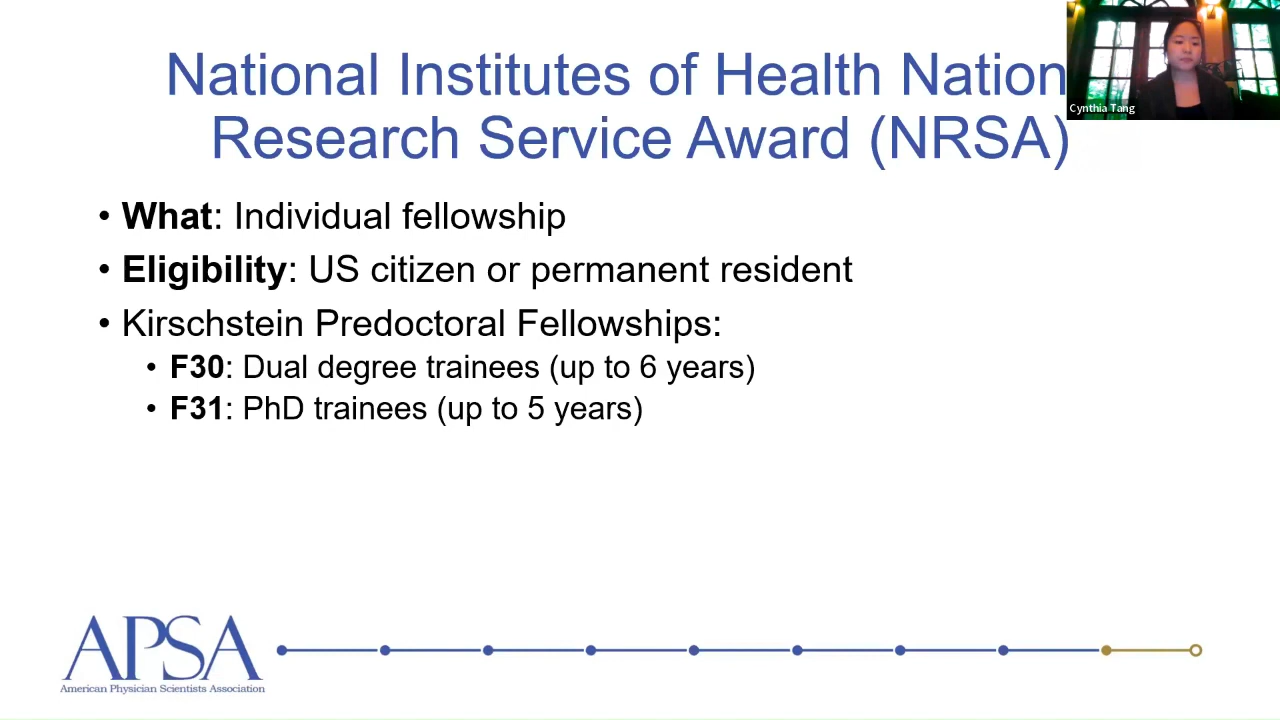 National Institutes of Health Nation
Cynthia Tang
Research Service Award (NRSA)
• What: Individual fellowship
• Eligibility: US citizen or permanent resident
• Kirschstein Predoctoral Fellowships:
• F30: Dual degree trainees (up to 6 years)
• F31: PhD trainees (up to 5 years)
APSA
American Physician Scientists Association